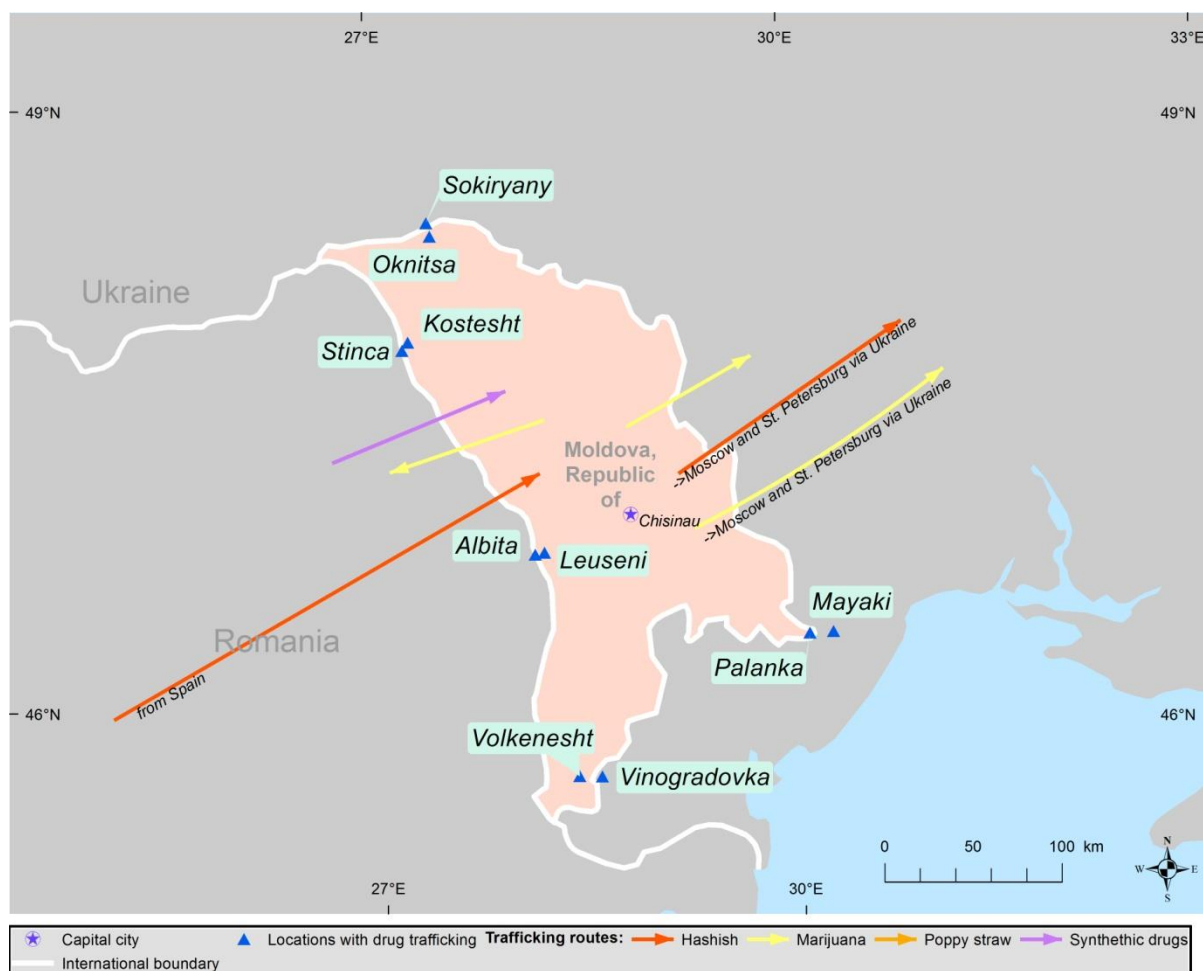 27°E
30°E
33°E
49°N
49°N
Sokiryany
Oknitsa
Ukraine
Kostesht
Stinca
->Moscow and St. Petersburg via Ukraine
->Moscow and St. Petersburg via Ukraine
Moldova,
Republic
of
Chisinau
Albita
Leuseni
Mayaki
Romania
Palanka
from Spain
46°N
46°N
Volkenesht
Vinogradovka
0 50 100 km
N
W E
S
27°E
30°E
Capital city
Locations with drug trafficking
Trafficking routes:
Hashish
Marijuana
Poppy straw
Synthethic drugs
International boundary